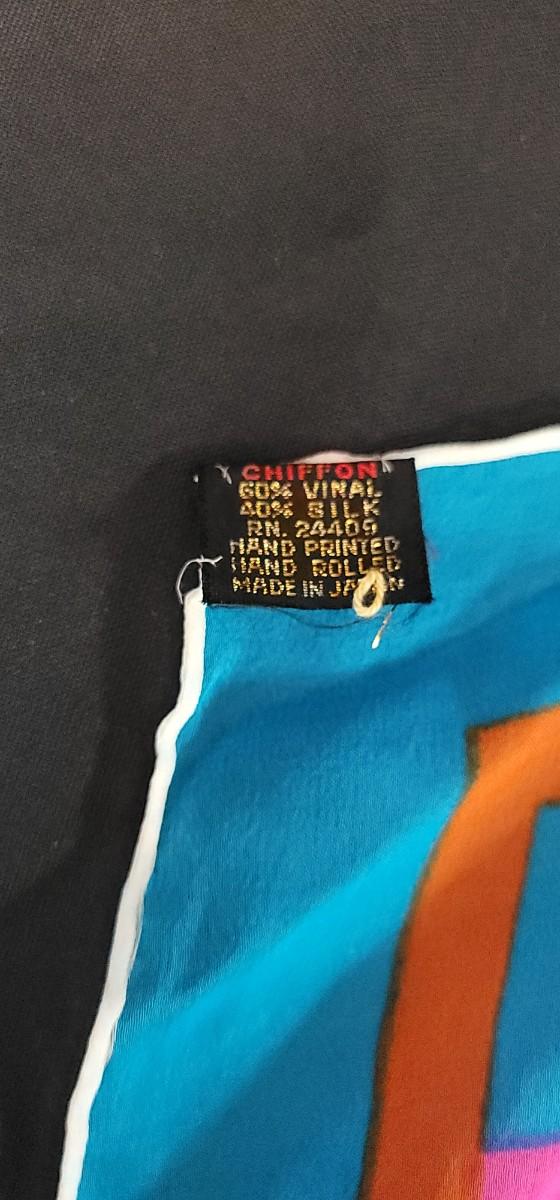 CHIFFON
60% VINAL
40% SILK
RN. 24409
HAND PRINTED
HAND ROLLED
MADE IN JAPAN